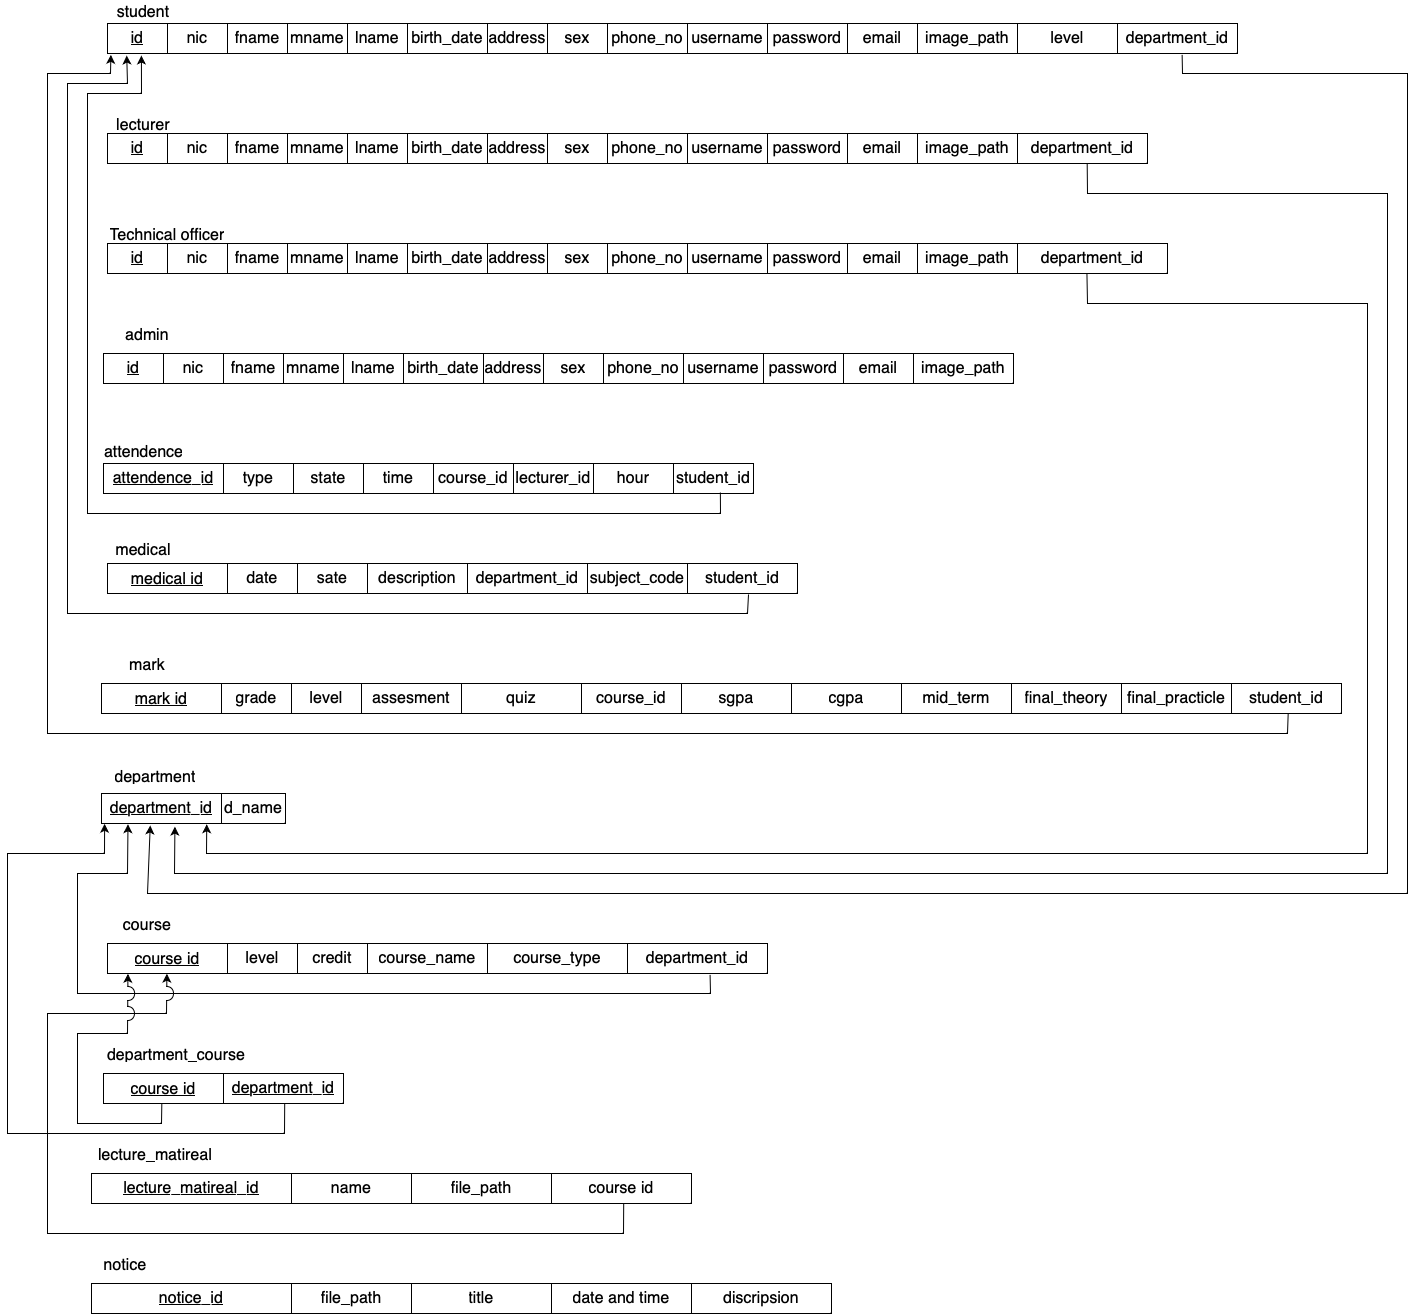 student
id nic fname mname lname birth_date address sex phone_no username password email image_path level department_id
lecturer
id nic fname mname lname birth_date address sex phone_no username password email image_path department_id
Technical officer
id nic fname mname lname birth_date address sex phone_no username password email image_path department_id
admin
id nic fname mname lname birth_date address sex phone_no username password email image_path
attendence
attendence_id type state time course_id lecturer_id hour student_id
medical
medical id date sate description department_id subject_code student_id
mark
mark id grade level assesment quiz course_id sgpa cgpa mid_term final_theory final_practicle student_id
department
department_id d_name
course
course id level credit course_name course_type department_id
department_course
course id department_id
lecture_matireal
lecture_matireal_id name file_path course id
notice
notice_id file_path title date and time discripsion